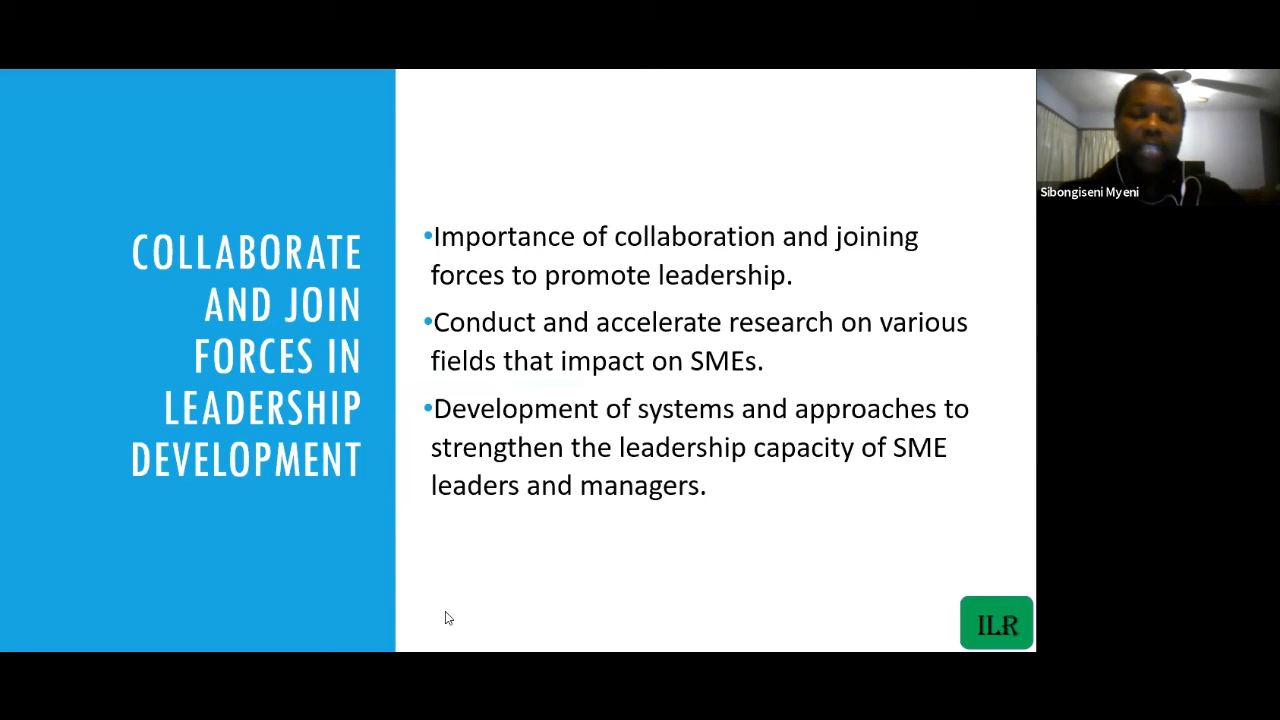 COLLABORATE
AND JOIN
FORCES IN
LEADERSHIP
DEVELOPMENT
•Importance of collaboration and joining
forces to promote leadership.
•Conduct and accelerate research on various
fields that impact on SMEs.
•Development of systems and approaches to
strengthen the leadership capacity of SME
leaders and managers.
ILR
Sibongiseni Myeni